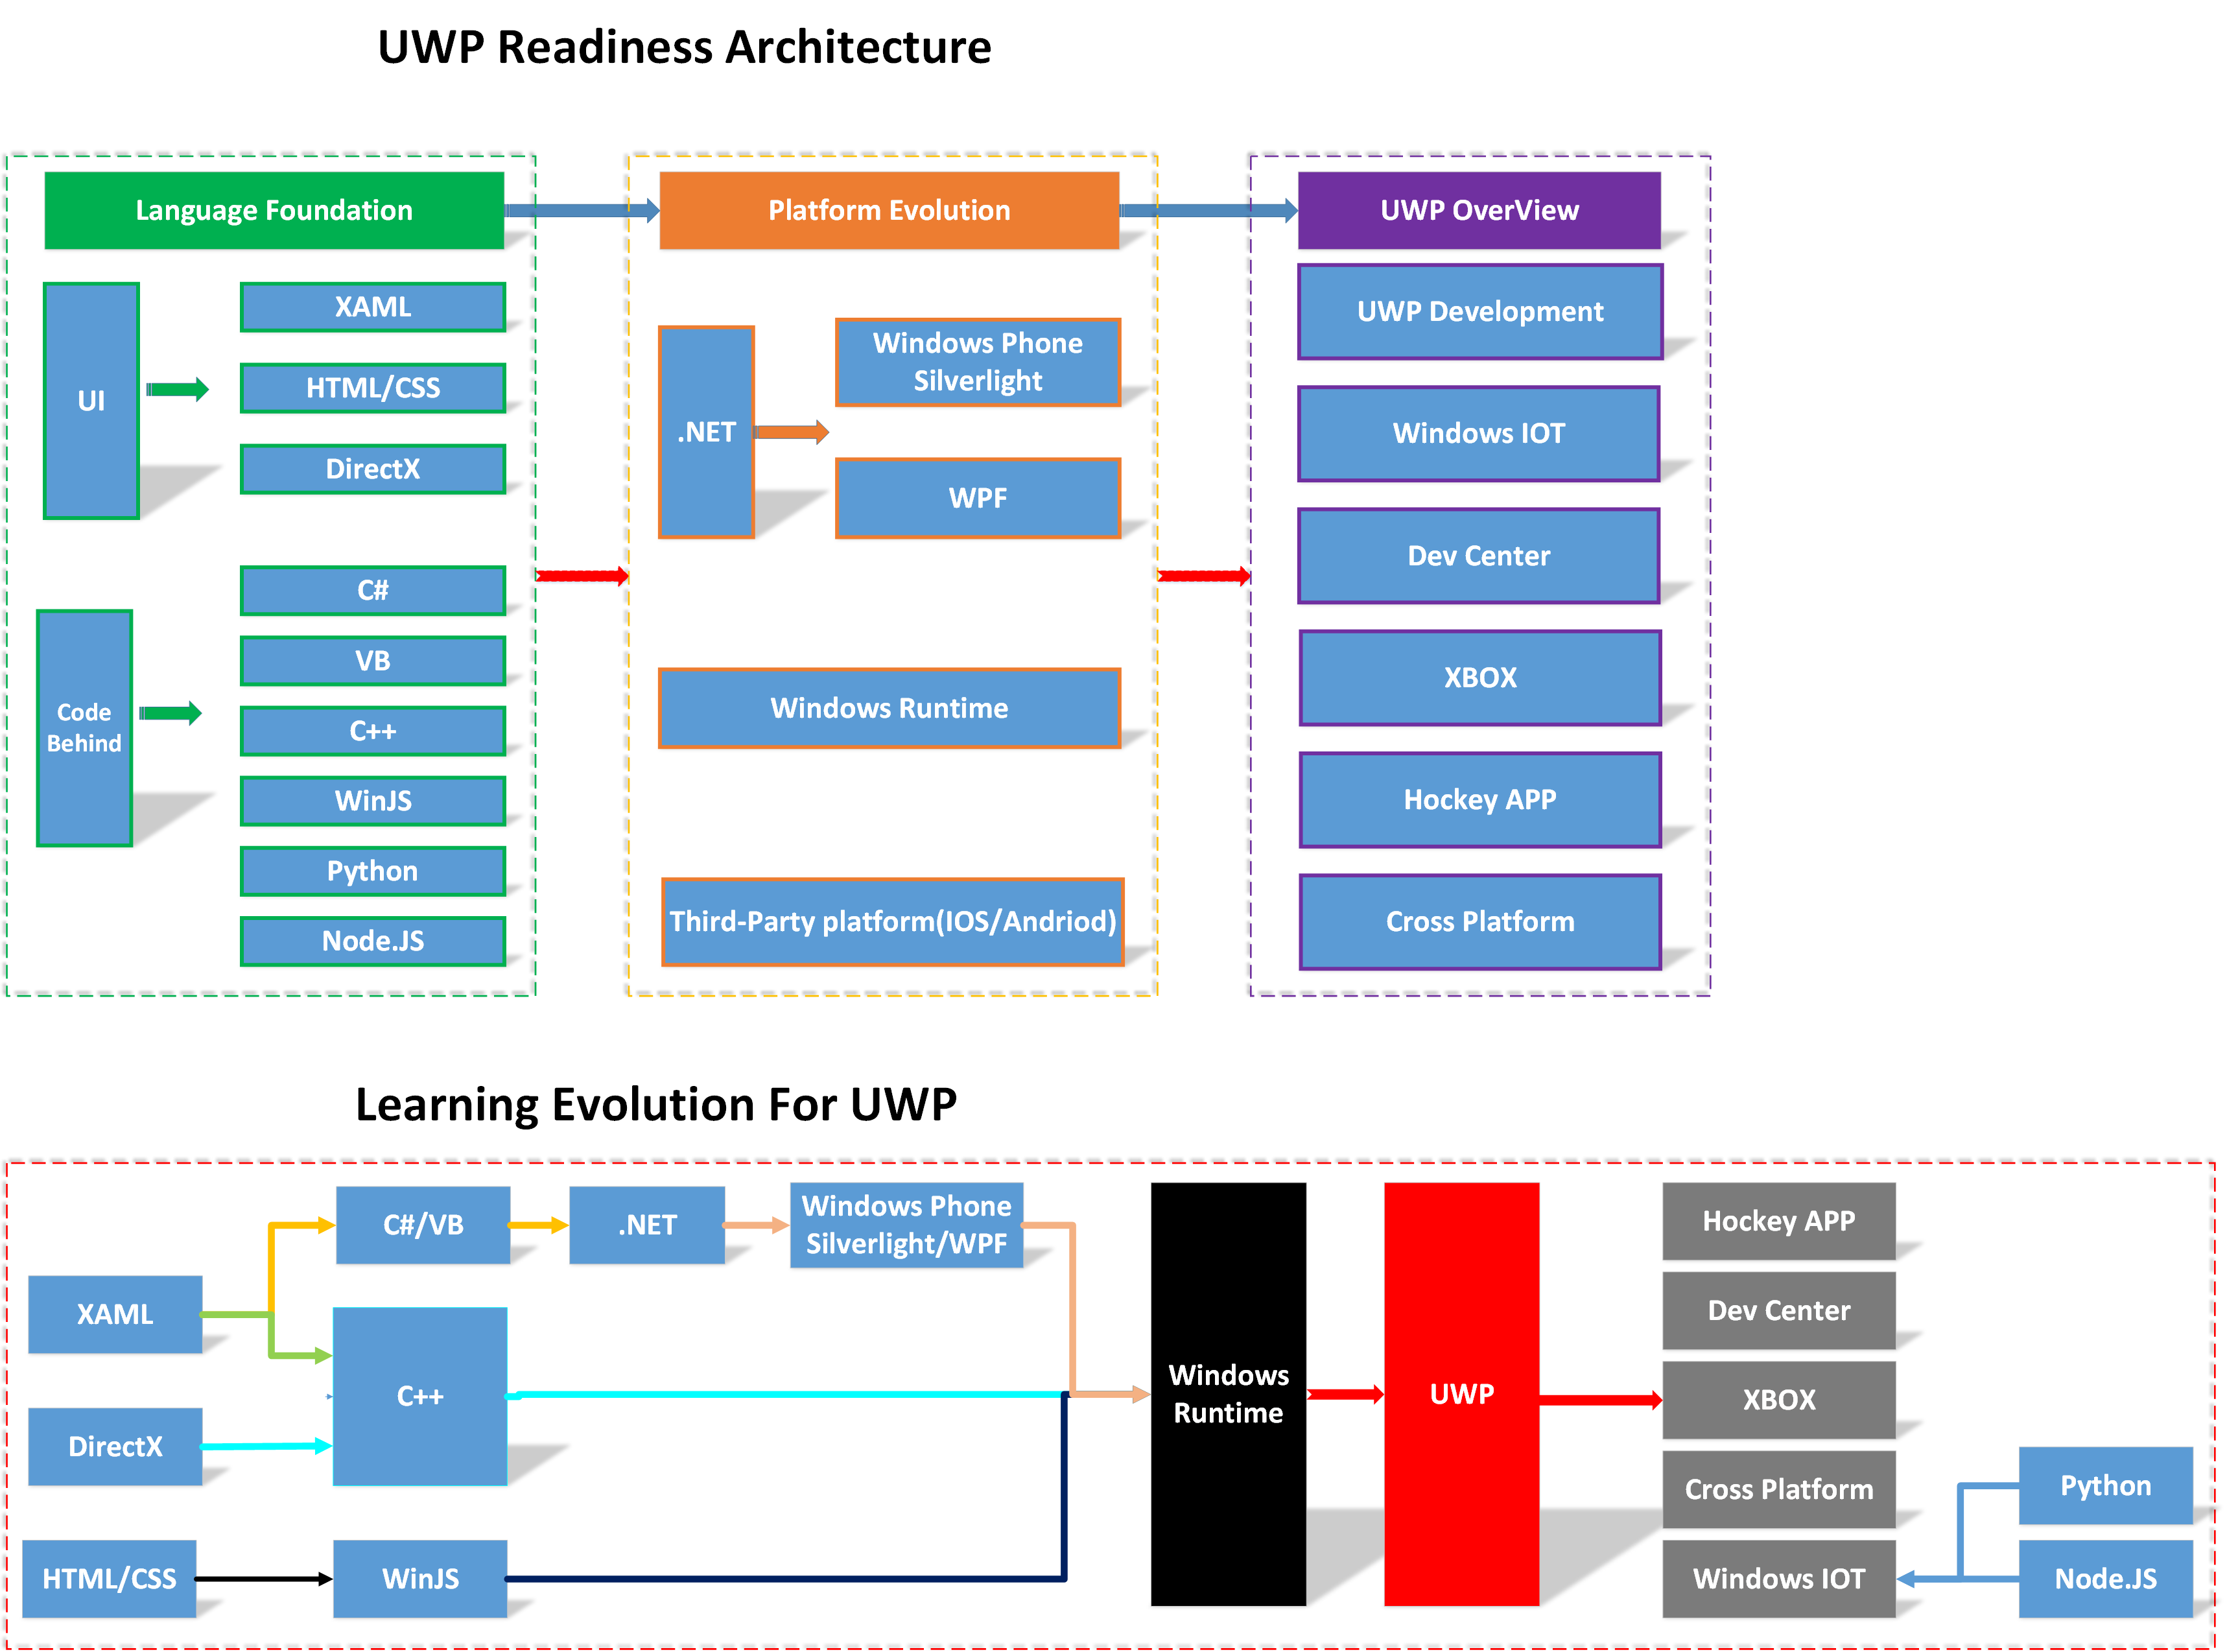 UWP Readiness Architecture
Language Foundation
UI
XAML
HTML/CSS
DirectX
Code
Behind
C#
VB
C++
WinJS
Python
Node.JS
Platform Evolution
.NET
Windows Phone
Silverlight
WPF
Windows Runtime
Third-Party platform(IOS/Andriod)
UWP OverView
UWP Development
Windows IOT
Dev Center
XBOX
Hockey APP
Cross Platform
Learning Evolution For UWP
XAML
DirectX
HTML/CSS
C#/VB
.NET
Windows Phone
Silverlight/WPF
C++
WinJS
Windows
Runtime
UWP
Hockey APP
Dev Center
XBOX
Cross Platform
Windows IOT
Python
Node.JS